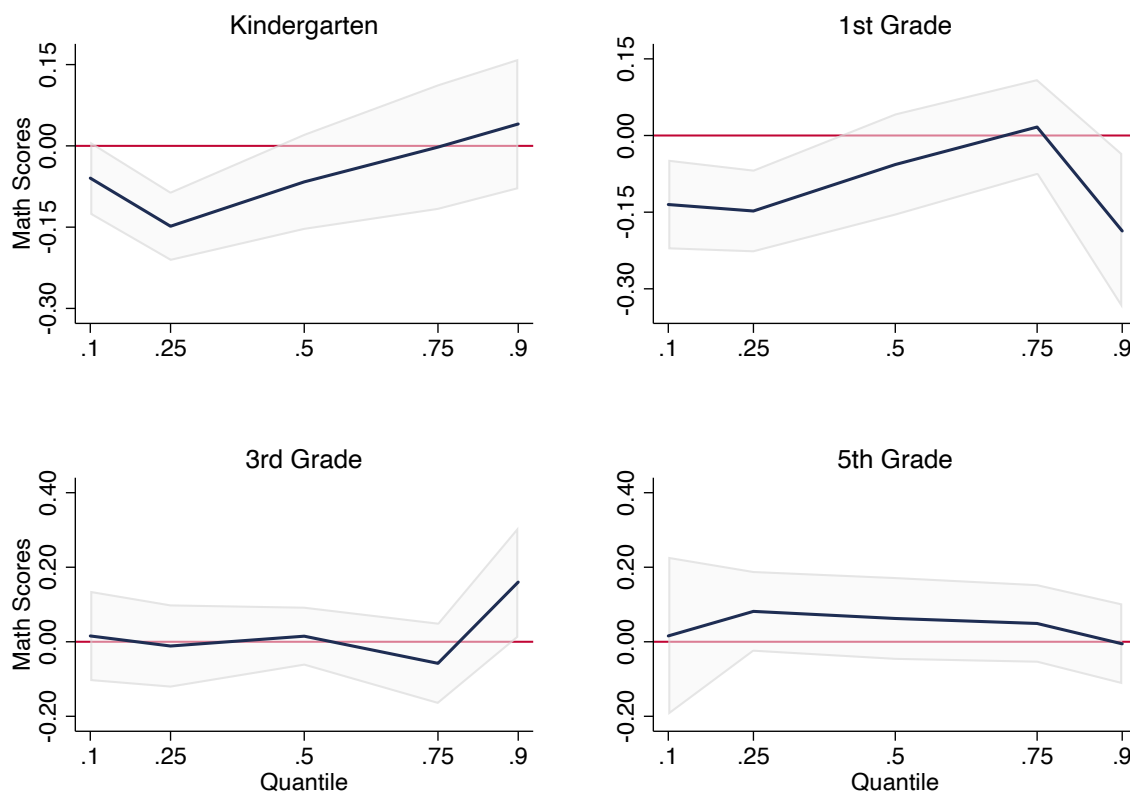 Kindergarten
Math Scores
0.15
0.00
-0.15
-0.30
.1 .25 .5 .75 .9
1st Grade
0.15
0.00
-0.15
-0.30
.1 .25 .5 .75 .9
3rd Grade
Math Scores
0.40
0.20
0.00
-0.20
.1 .25 .5 .75 .9
Quantile
5th Grade
0.40
0.20
0.00
-0.20
.1 .25 .5 .75 .9
Quantile